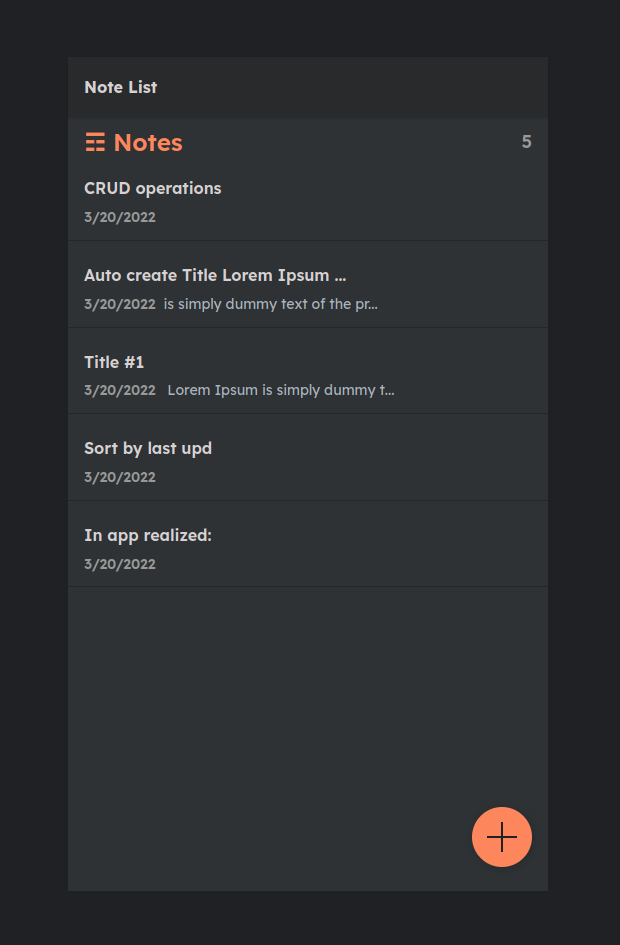 Note List
☶ Notes 5
CRUD operations
3/20/2022
Auto create Title Lorem Ipsum ...
3/20/2022 is simply dummy text of the pr...
Title #1
3/20/2022 Lorem Ipsum is simply dummy t...
Sort by last upd
3/20/2022
In app realized:
3/20/2022